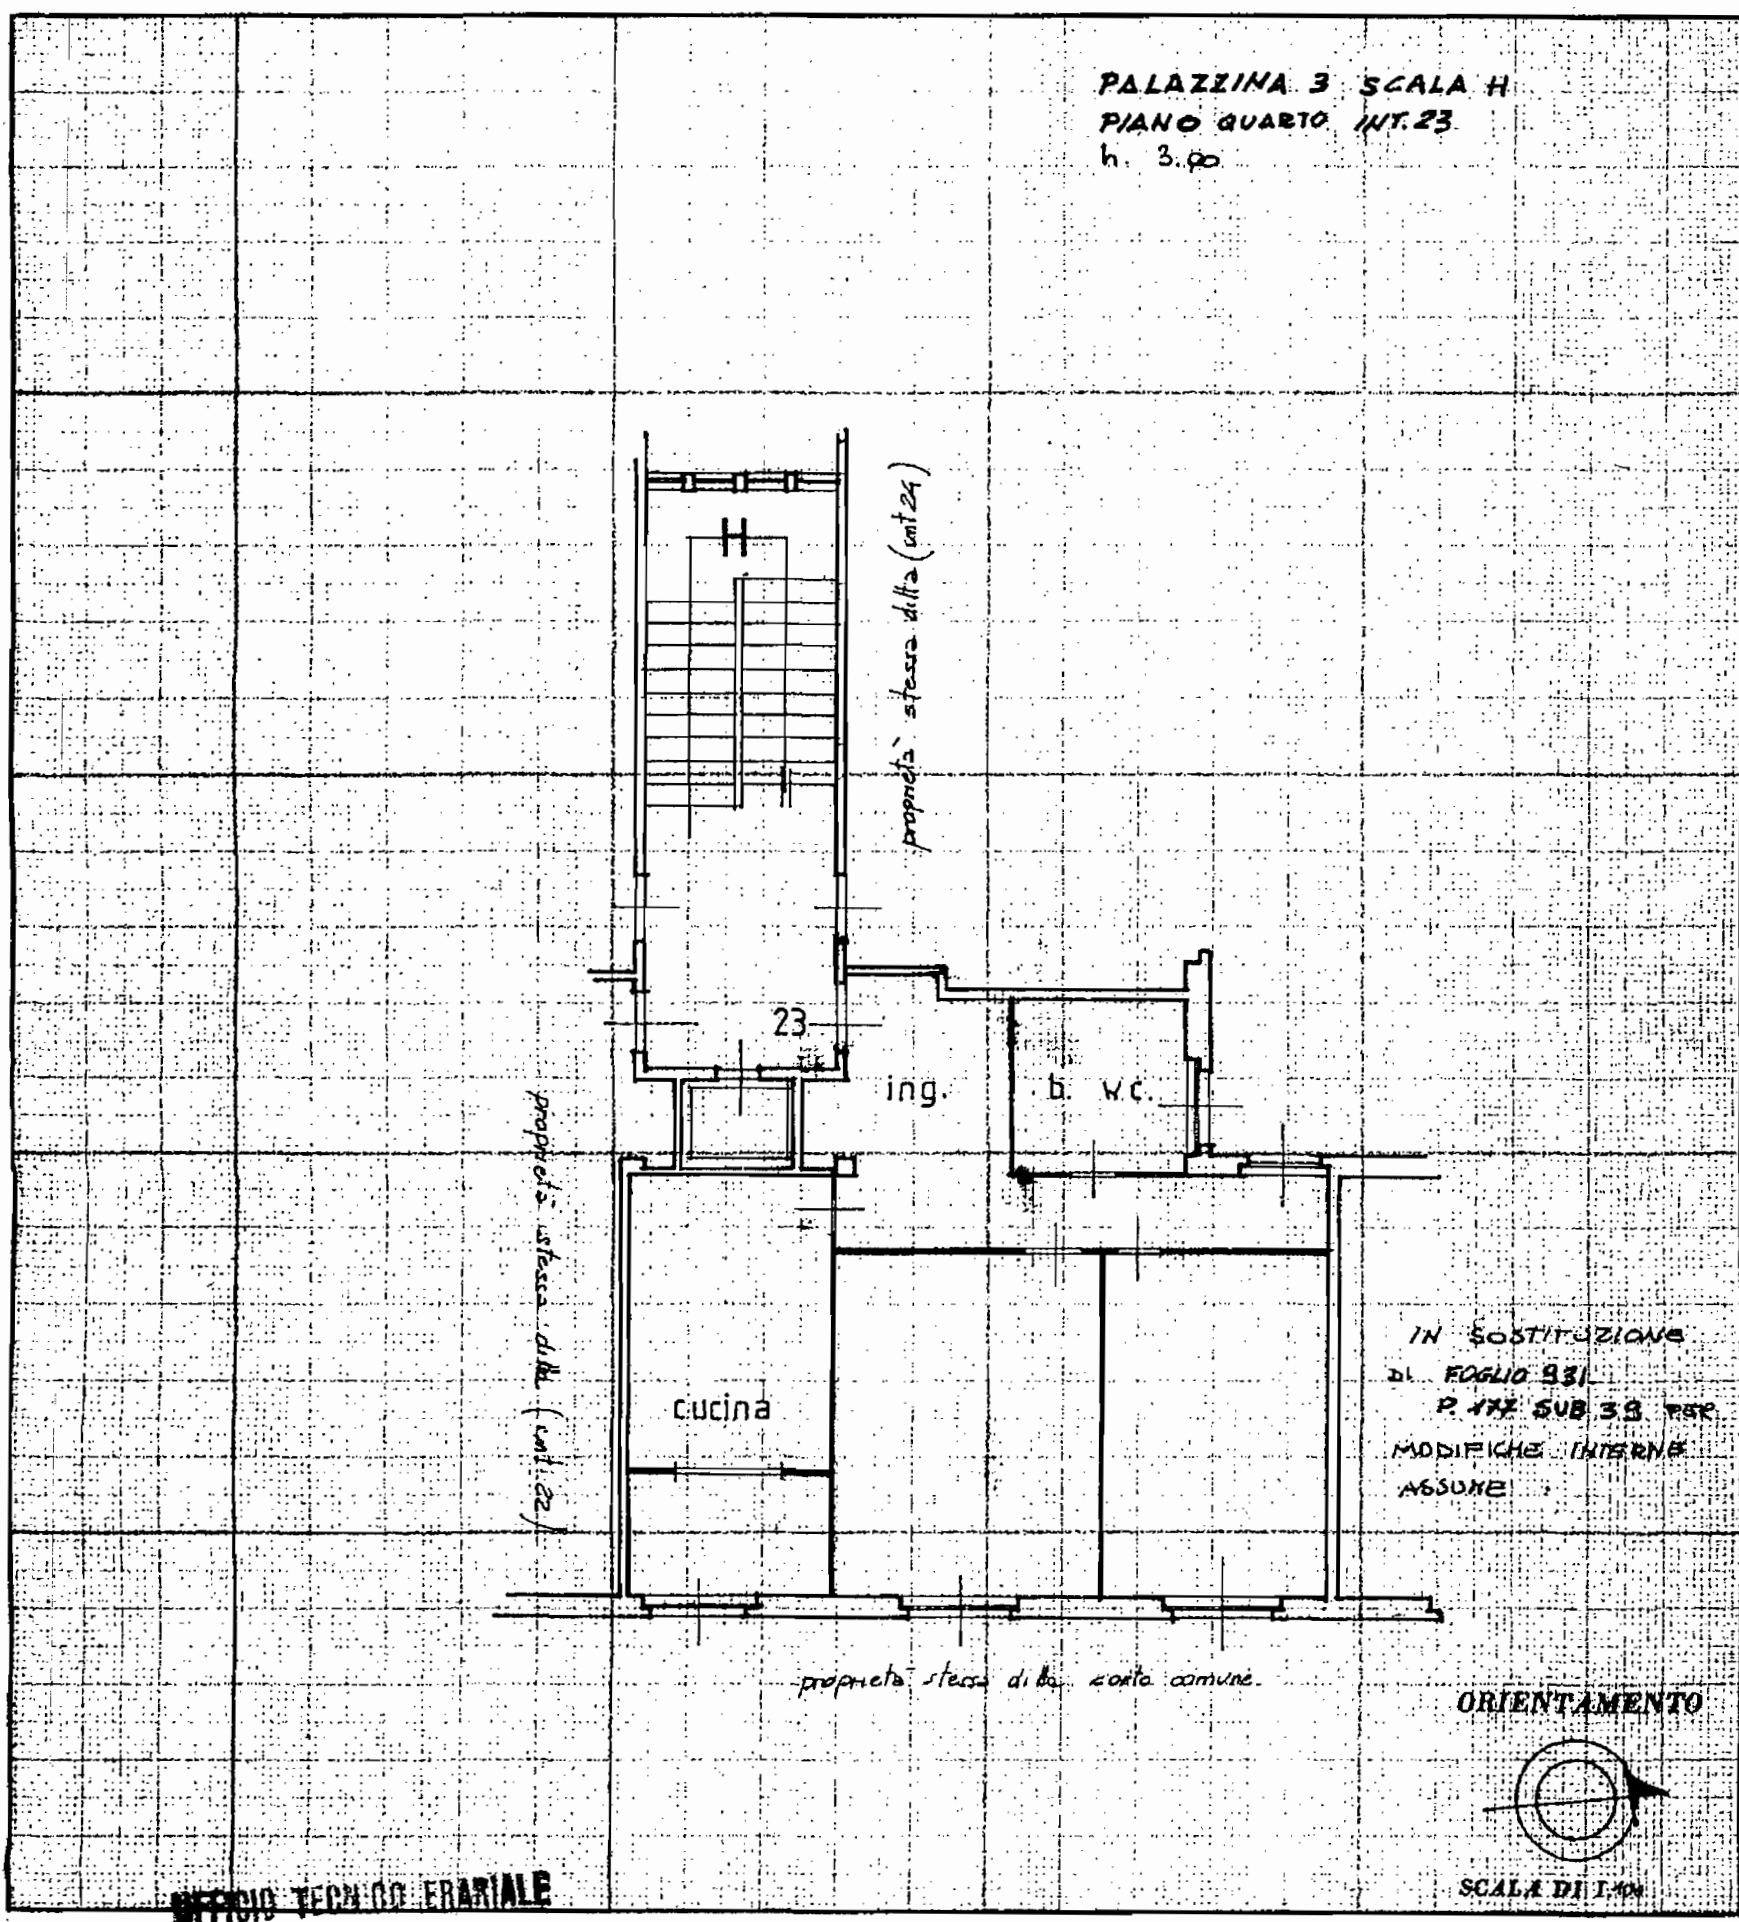 PALAZZINA 3 SCALA H
PIANO QUARTO INT. 23
h. 3.00
proprietà stessa ditta (int 24)
H
23
ing.
b. w.c.
proprietà stessa ditta (int. 22)
cucina
IN SOSTITUZIONE
DI FOGLIO 931
P. 177 SUB 39 PER
MODIFICHE INTERNE
ASSUME
proprietà stessa ditta corte comune
ORIENTAMENTO
SCALA DI 1:
UFFICIO TECNICO ERARIALE